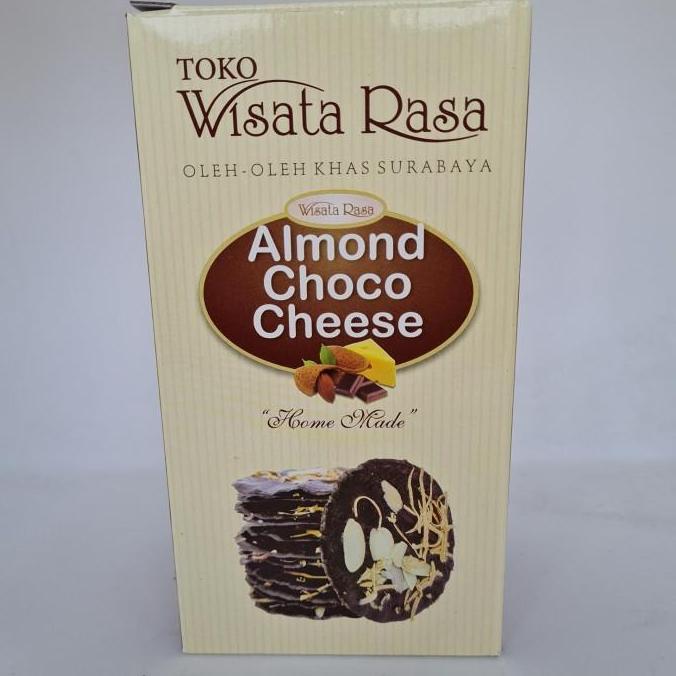 TOKO
Wisata Rasa
OLEH-OLEH KHAS SURABAYA
Wisata Rasa
Almond
Choco
Cheese
“Home Made”